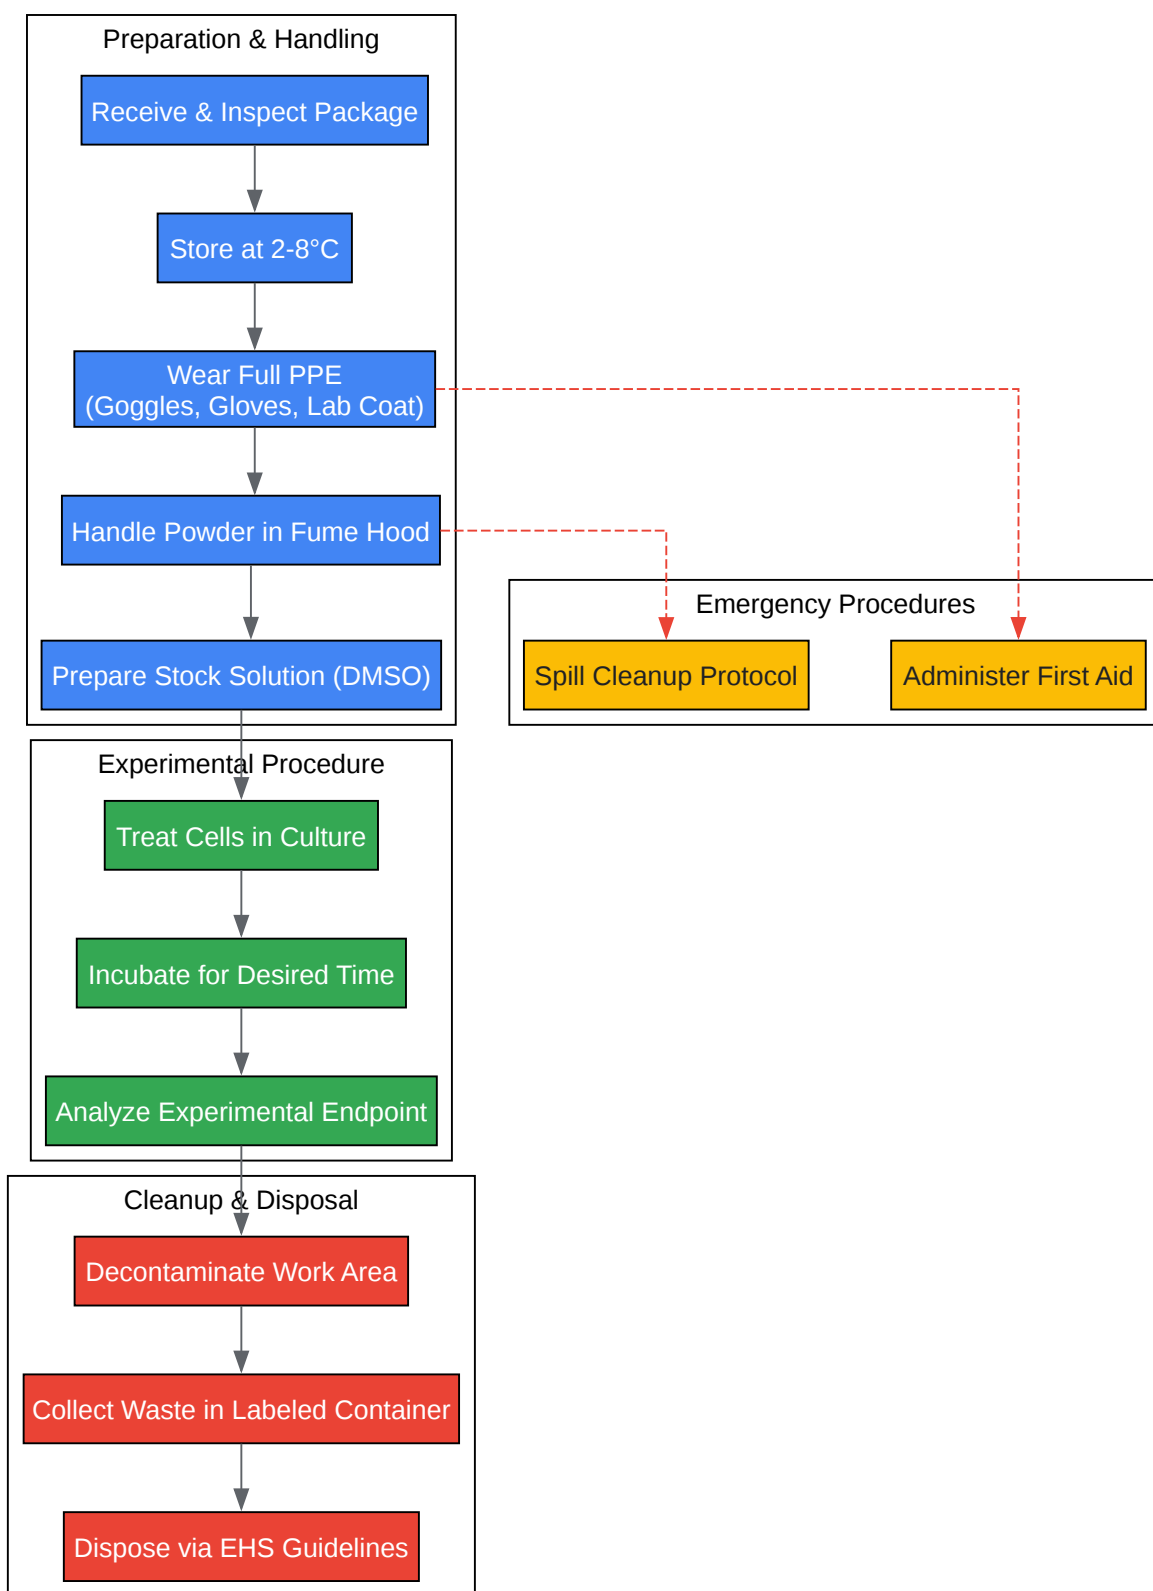 Preparation & Handling
Receive & Inspect Package
Store at 2-8°C
Wear Full PPE
(Goggles, Gloves, Lab Coat)
Handle Powder in Fume Hood
Prepare Stock Solution (DMSO)
Emergency Procedures
Spill Cleanup Protocol
Administer First Aid
Experimental Procedure
Treat Cells in Culture
Incubate for Desired Time
Analyze Experimental Endpoint
Cleanup & Disposal
Decontaminate Work Area
Collect Waste in Labeled Container
Dispose via EHS Guidelines